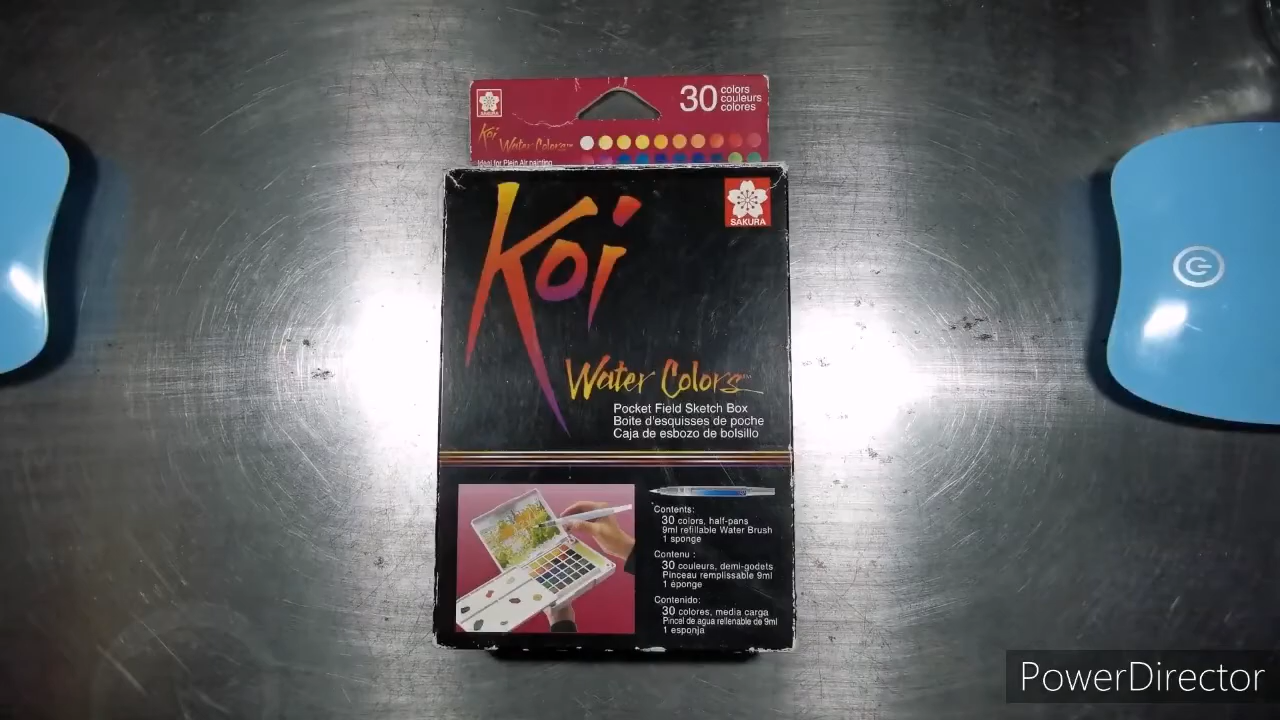 SAKURA
30 colors
couleurs
colores
Koi Water Colors™
Ideal for Plein Air painting
Koi
SAKURA
Water Colors™
Pocket Field Sketch Box
Boite d'esquisses de poche
Caja de esbozo de bolsillo
Contents:
30 colors, half-pans
9ml refillable Water Brush
1 sponge
Contenu :
30 couleurs, demi-godets
Pinceau remplissable 9ml
1 éponge
Contenido:
30 colores, media carga
Pincel de agua rellenable de 9ml
1 esponja
PowerDirector